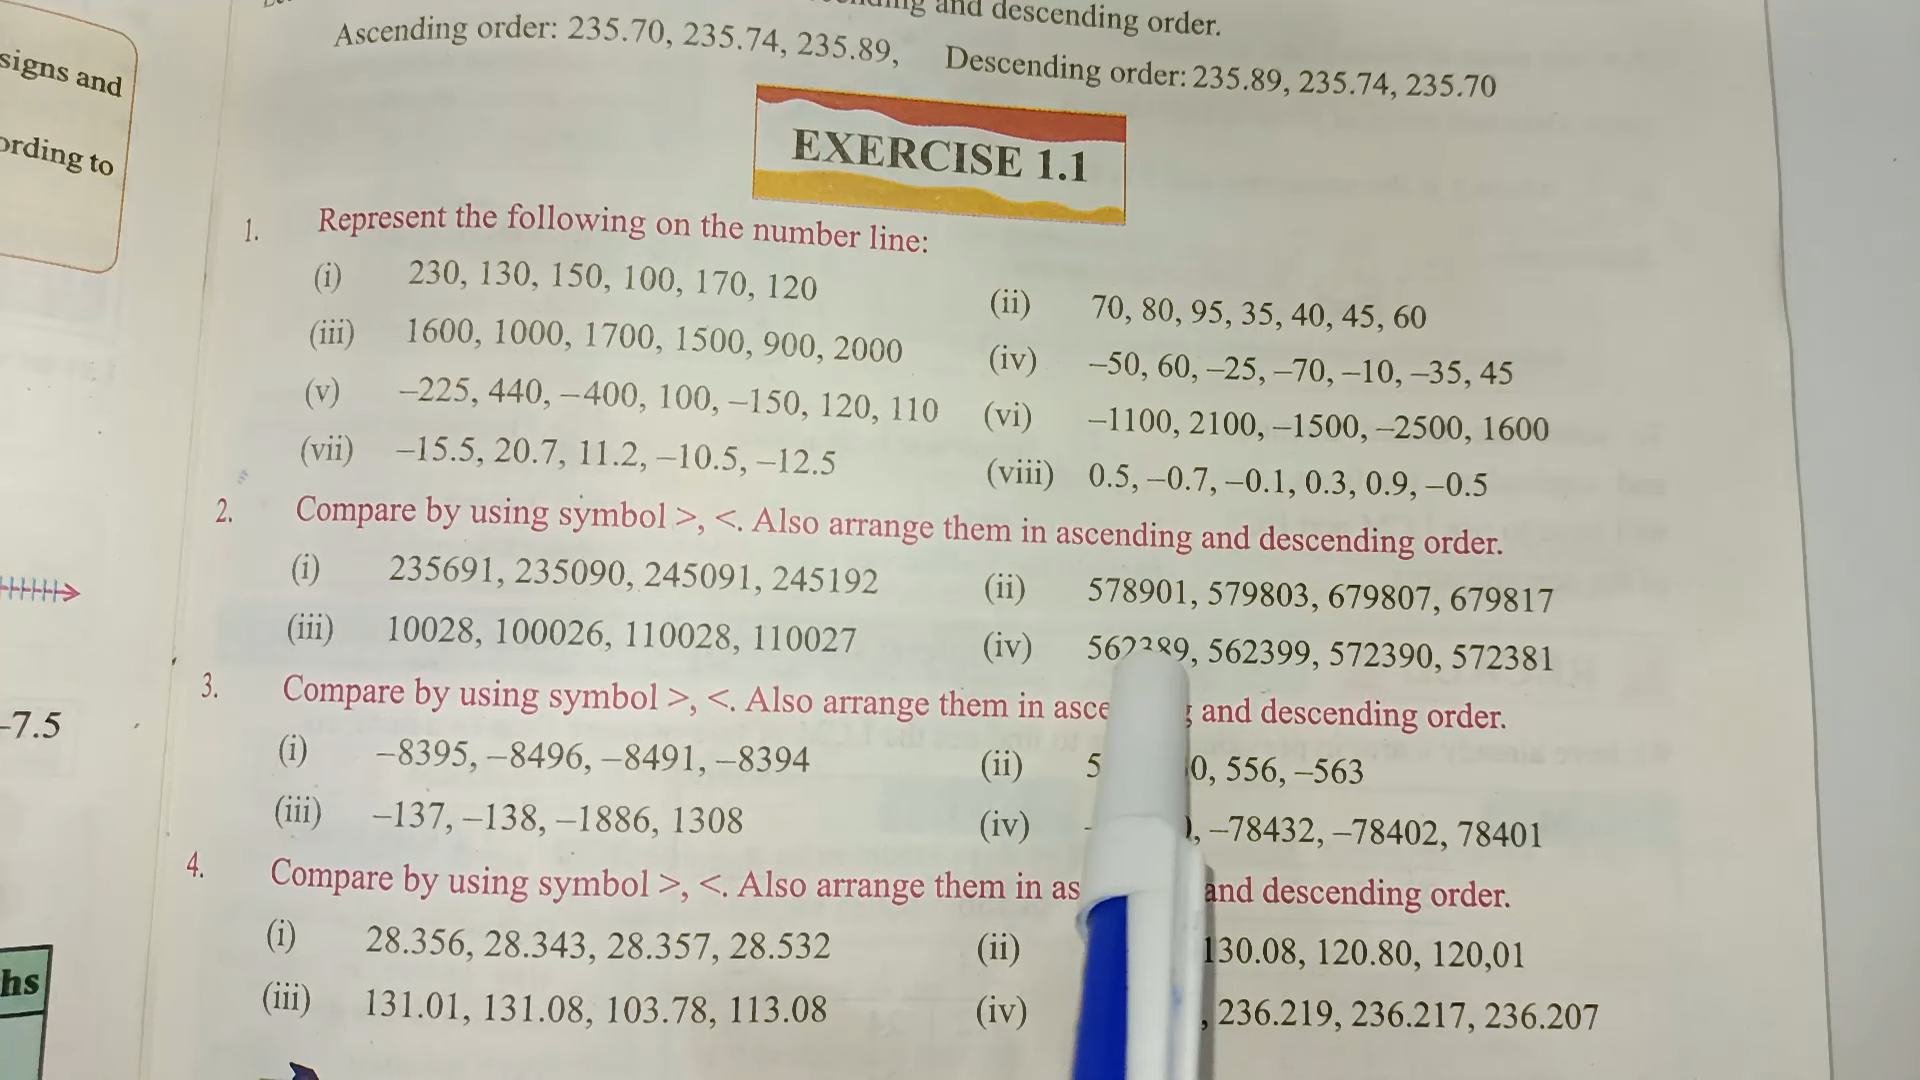 and descending order.
Ascending order: 235.70, 235.74, 235.89, Descending order: 235.89, 235.74, 235.70
signs and
ording to
EXERCISE 1.1
1. Represent the following on the number line:
(i) 230, 130, 150, 100, 170, 120
(ii) 70, 80, 95, 35, 40, 45, 60
(iii) 1600, 1000, 1700, 1500, 900, 2000
(iv) –50, 60, –25, –70, –10, –35, 45
(v) –225, 440, –400, 100, –150, 120, 110
(vi) –1100, 2100, –1500, –2500, 1600
(vii) –15.5, 20.7, 11.2, –10.5, –12.5
(viii) 0.5, –0.7, –0.1, 0.3, 0.9, –0.5
2. Compare by using symbol >, <. Also arrange them in ascending and descending order.
(i) 235691, 235090, 245091, 245192
(ii) 578901, 579803, 679807, 679817
(iii) 10028, 100026, 110028, 110027
(iv) 562389, 562399, 572390, 572381
3. Compare by using symbol >, <. Also arrange them in and descending order.
–7.5
(i) –8395, –8496, –8491, –8394
(ii) 556, –563
(iii) –137, –138, –1886, 1308
(iv) –78432, –78402, 78401
4. Compare by using symbol >, <. Also arrange them in and descending order.
(i) 28.356, 28.343, 28.357, 28.532
(ii) 130.08, 120.80, 120,01
hs
(iii) 131.01, 131.08, 103.78, 113.08
(iv) , 236.219, 236.217, 236.207